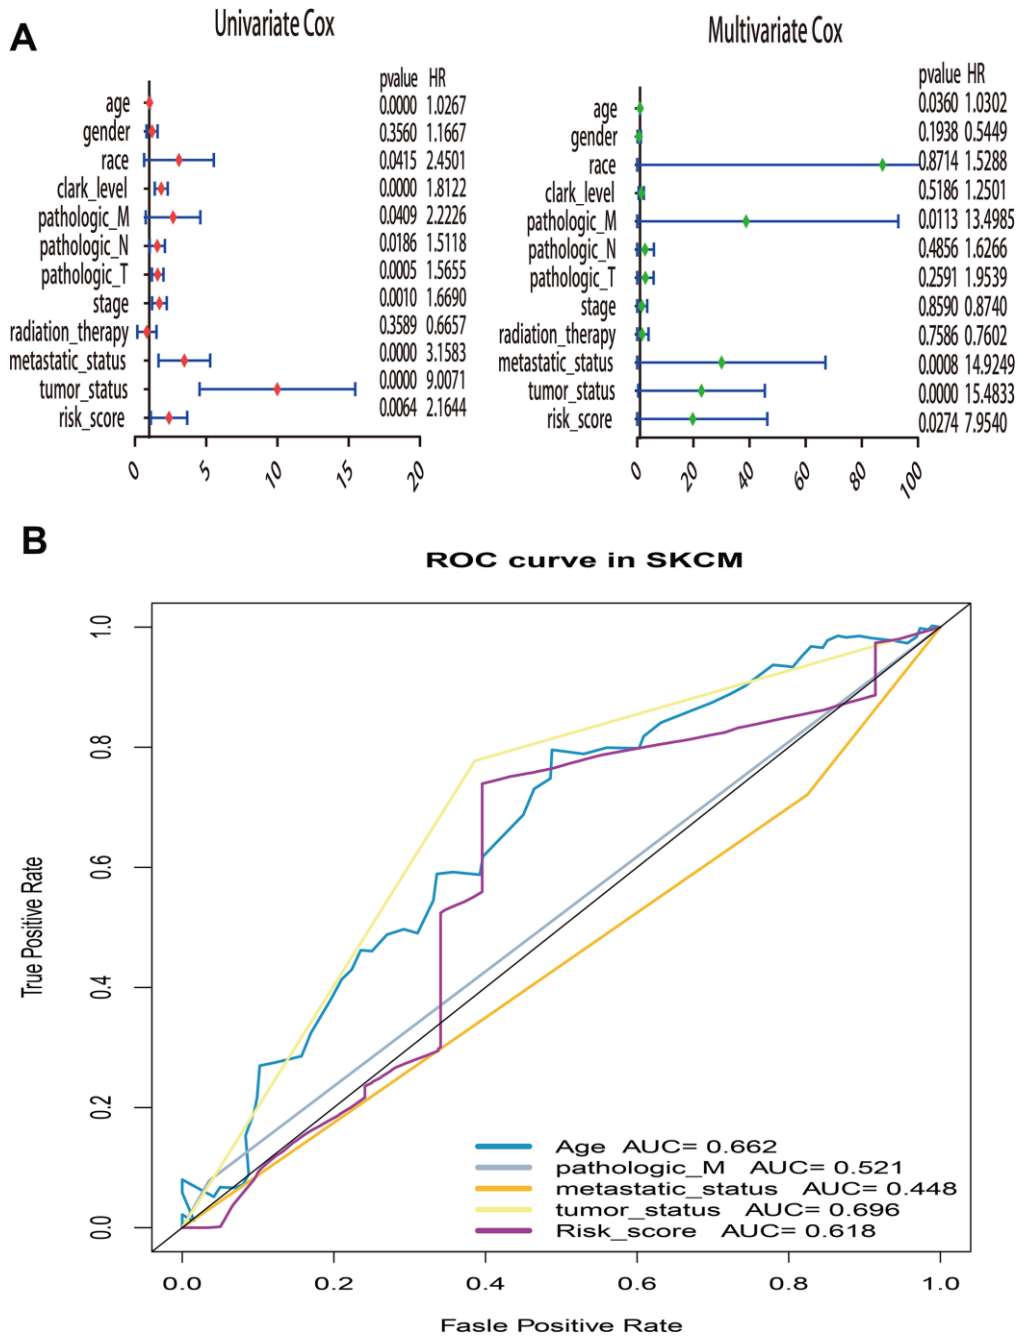 A
Univariate Cox
pvalue HR
age 0.0000 1.0267
gender 0.3560 1.1667
race 0.0415 2.4501
clark_level 0.0000 1.8122
pathologic_M 0.0409 2.2226
pathologic_N 0.0186 1.5118
pathologic_T 0.0005 1.5655
stage 0.0010 1.6690
radiation_therapy 0.3589 0.6657
metastatic_status 0.0000 3.1583
tumor_status 0.0000 9.0071
risk_score 0.0064 2.1644
0 5 10 15 20
Multivariate Cox
pvalue HR
age 0.0360 1.0302
gender 0.1938 0.5449
race 0.8714 1.5288
clark_level 0.5186 1.2501
pathologic_M 0.0113 13.4985
pathologic_N 0.4856 1.6266
pathologic_T 0.2591 1.9539
stage 0.8590 0.8740
radiation_therapy 0.7586 0.7602
metastatic_status 0.0008 14.9249
tumor_status 0.0000 15.4833
risk_score 0.0274 7.9540
0 20 40 60 80 100
B
ROC curve in SKCM
True Positive Rate
1.0
0.8
0.6
0.4
0.2
0.0
Age AUC= 0.662
pathologic_M AUC= 0.521
metastatic_status AUC= 0.448
tumor_status AUC= 0.696
Risk_score AUC= 0.618
0.0 0.2 0.4 0.6 0.8 1.0
Fasle Positive Rate